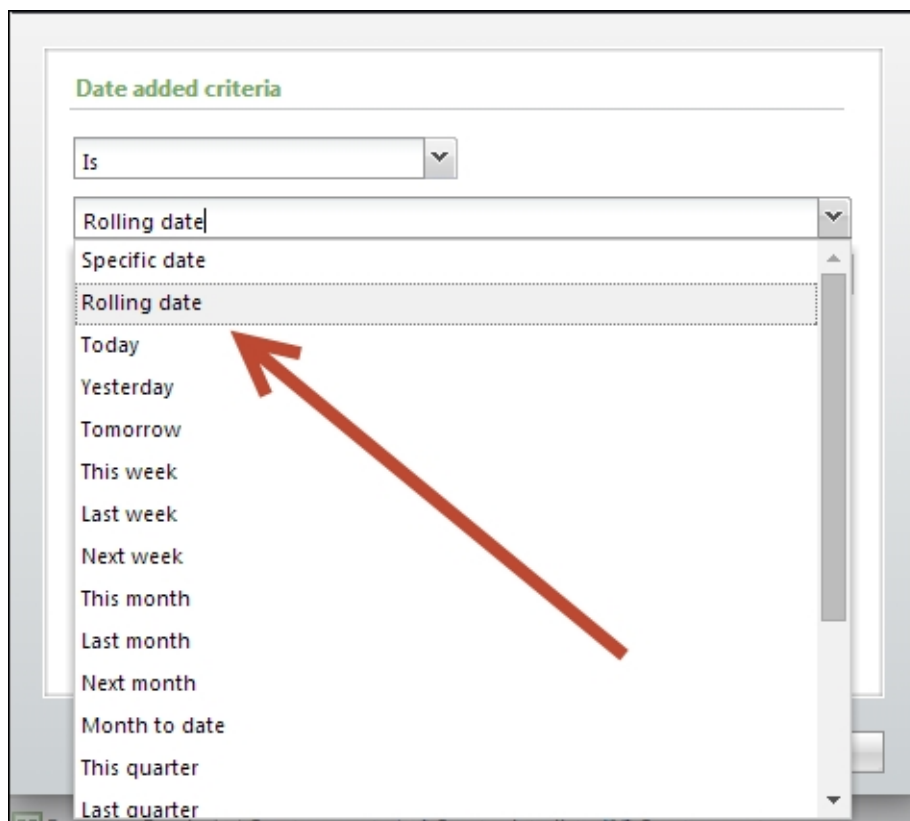 Date added criteria
Is
Rolling date
Specific date
Rolling date
Today
Yesterday
Tomorrow
This week
Last week
Next week
This month
Last month
Next month
Month to date
This quarter
Last quarter